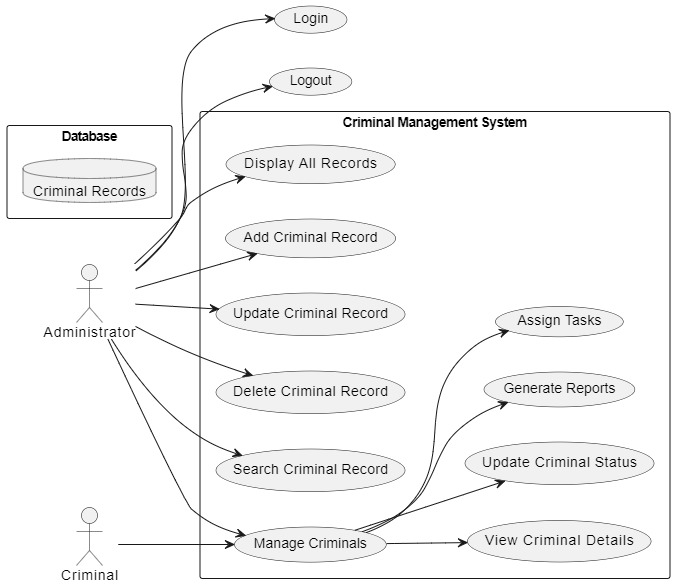 Login
Logout
Criminal Management System
Database
Criminal Records
Display All Records
Add Criminal Record
Administrator
Update Criminal Record
Assign Tasks
Delete Criminal Record
Generate Reports
Search Criminal Record
Update Criminal Status
Manage Criminals
View Criminal Details
Criminal